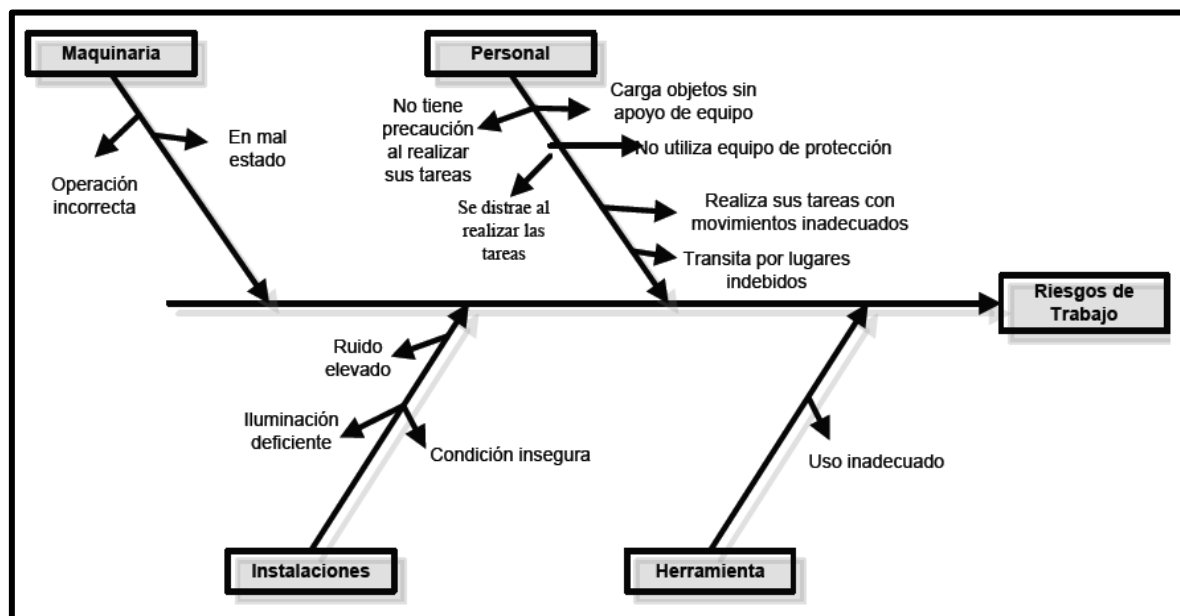 Maquinaria
Personal
Operación
incorrecta
En mal
estado
No tiene
precaución
al realizar
sus tareas
Carga objetos sin
apoyo de equipo
No utiliza equipo de protección
Se distrae al
realizar las
tareas
Realiza sus tareas con
movimientos inadecuados
Transita por lugares
indebidos
Riesgos de
Trabajo
Ruido
elevado
Iluminación
deficiente
Condición insegura
Uso inadecuado
Instalaciones
Herramienta